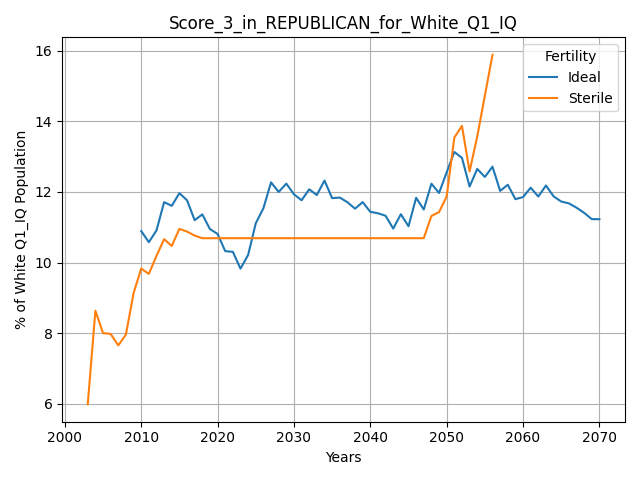 Score_3_in_REPUBLICAN_for_White_Q1_IQ
Fertility
Ideal
Sterile
% of White Q1_IQ Population
16
14
12
10
8
6
2000 2010 2020 2030 2040 2050 2060 2070
Years